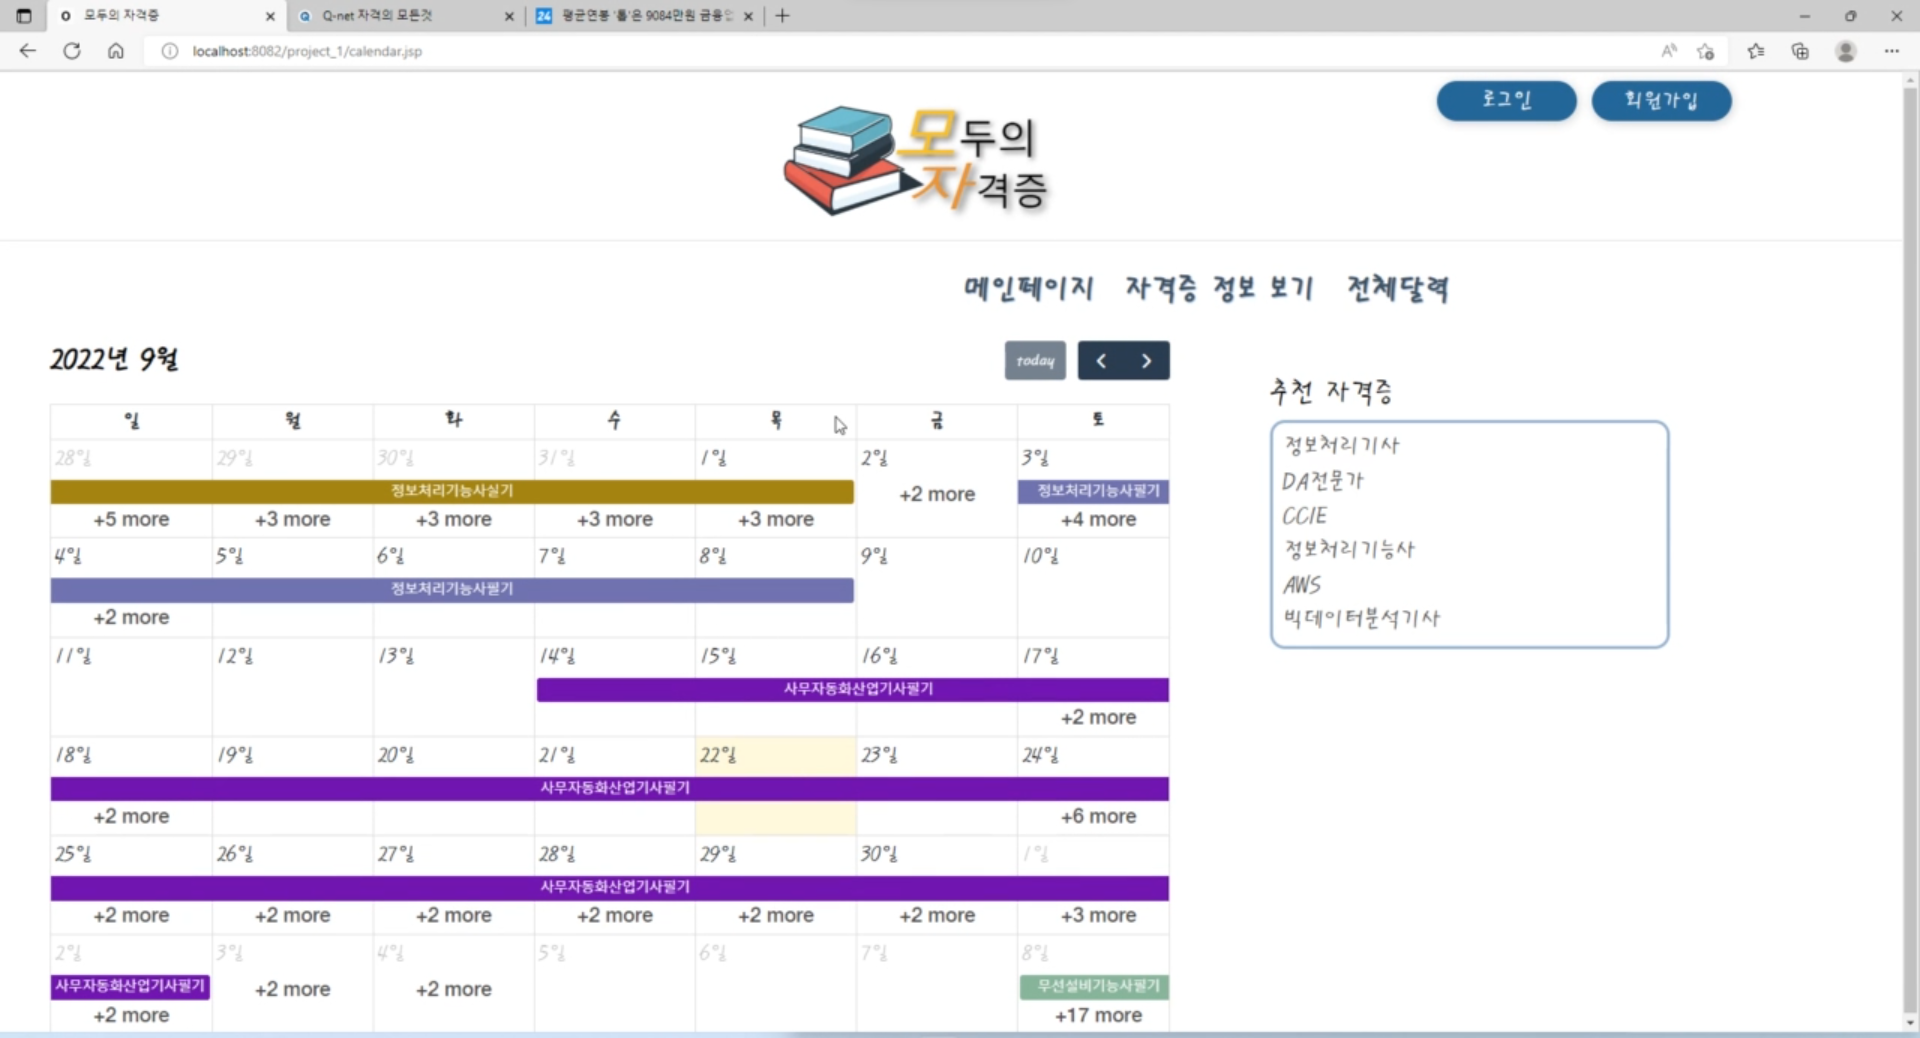 모두의 자격증
Q-net 자격의 모든것
평균연봉 '톱'은 9084만원 금융업
localhost:8082/project_1/calendar.jsp
로그인
회원가입
모두의
자격증
메인페이지 자격증 정보 보기 전체달력
2022년 9월
today
추천 자격증
정보처리기사
DA전문가
CCIE
정보처리기능사
AWS
빅데이터분석기사
일 월 화 수 목 금 토
28일 29일 30일 31일 1일 2일 3일
정보처리기능사실기 +2 more 정보처리기능사필기
+5 more +3 more +3 more +3 more +3 more +4 more
4일 5일 6일 7일 8일 9일 10일
정보처리기능사필기
+2 more
11일 12일 13일 14일 15일 16일 17일
사무자동화산업기사필기
+2 more
18일 19일 20일 21일 22일 23일 24일
사무자동화산업기사필기
+2 more +6 more
25일 26일 27일 28일 29일 30일 1일
사무자동화산업기사필기
+2 more +2 more +2 more +2 more +2 more +2 more +3 more
2일 3일 4일 5일 6일 7일 8일
사무자동화산업기사필기 +2 more +2 more 무선설비기능사필기
+2 more +17 more